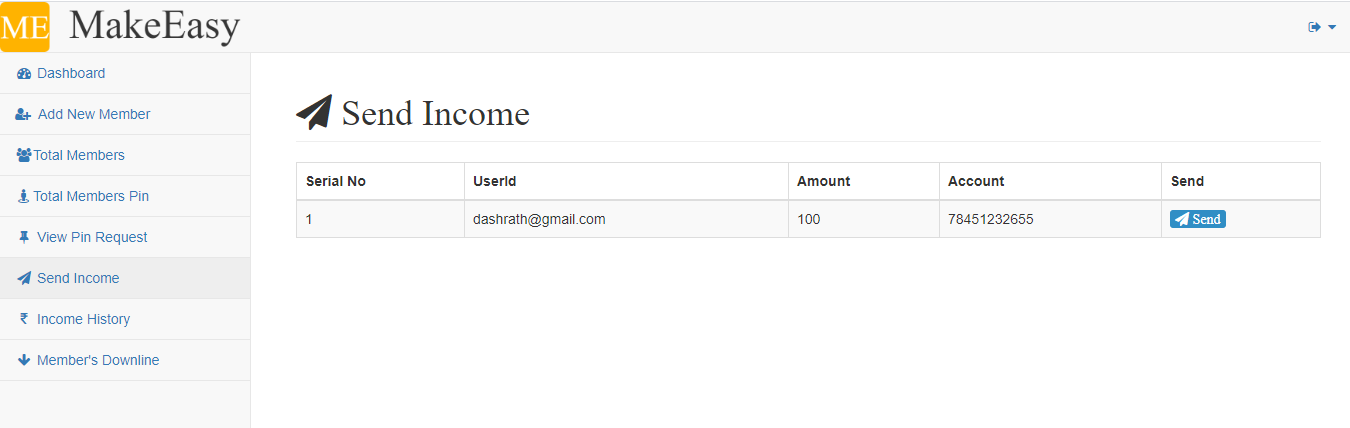 ME MakeEasy
Dashboard
Add New Member
Total Members
Total Members Pin
View Pin Request
Send Income
Income History
Member's Downline
Send Income
Serial No UserId Amount Account Send
1 dashrath@gmail.com 100 78451232655 Send